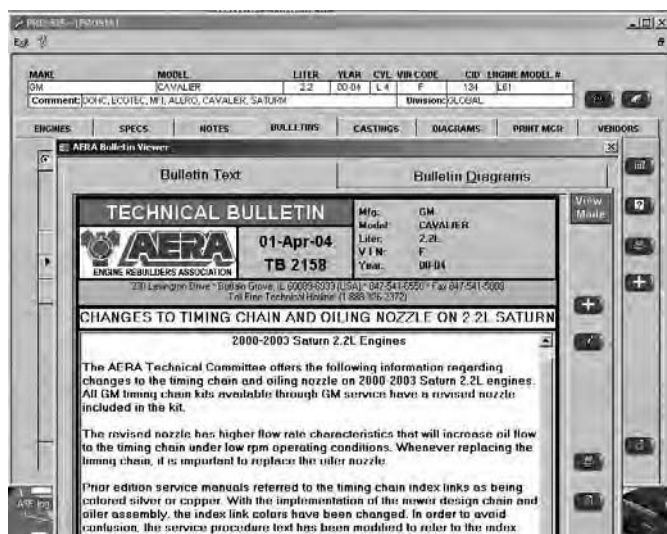 MAKE MODEL LITER YEAR CYL VIN CODE CID ENGINE MODEL #
GM CAVALIER 2.2 00-04 L 4 F 134 L61
Comment: DOHC, ECOTEC, MFI, ALERO, CAVALIER, SATURN Division: GLOBAL
ENGINES SPECS NOTES BULLETINS CASTINGS DIAGRAMS PRINT MGR VENDORS
AERA Bulletin Viewer
Bulletin Text Bulletin Diagrams
View
Mode
TECHNICAL BULLETIN
AERA
ENGINE REBUILDERS ASSOCIATION
01-Apr-04
TB 2158
Mfg: GM
Model: CAVALIER
Liter: 2.2L
VIN: F
Year: 00-04
CHANGES TO TIMING CHAIN AND OILING NOZZLE ON 2.2L SATURN
2000-2003 Saturn 2.2L Engines
The AERA Technical Committee offers the following information regarding
changes to the timing chain and oiling nozzle on 2000-2003 Saturn 2.2L engines.
All GM timing chain kits available through GM service have a revised nozzle
included in the kit.
The revised nozzle has higher flow rate characteristics that will increase oil flow
to the timing chain under low rpm operating conditions. Whenever replacing the
timing chain, it is important to replace the oiler nozzle.
Prior edition service manuals referred to the timing chain index links as being
colored silver or copper. With the implementation of the newer design chain and
oiler assembly, the index link colors have been changed. In order to avoid
confusion, the service procedure text has been modified to refer to the index